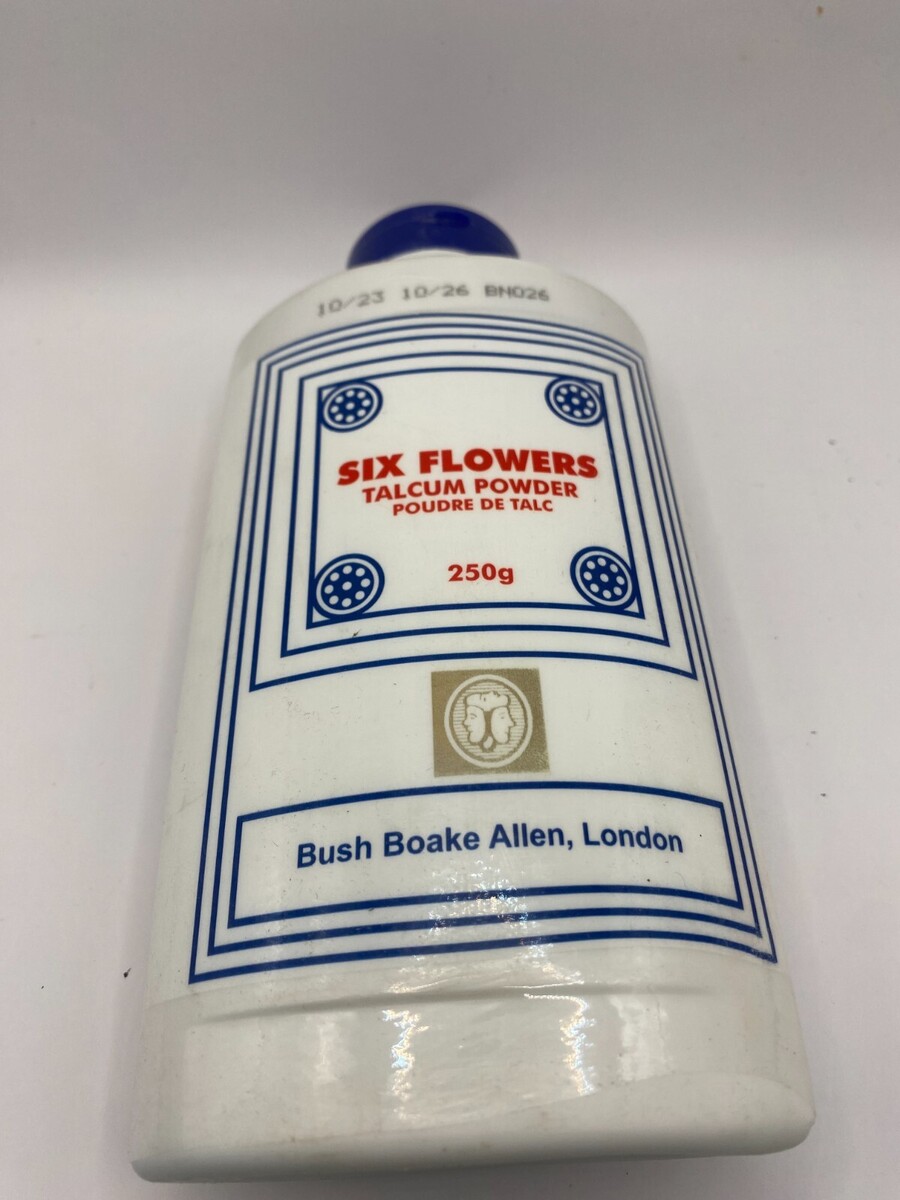 10/23 10/26 BN026
SIX FLOWERS
TALCUM POWDER
POUDRE DE TALC
250g
Bush Boake Allen, London